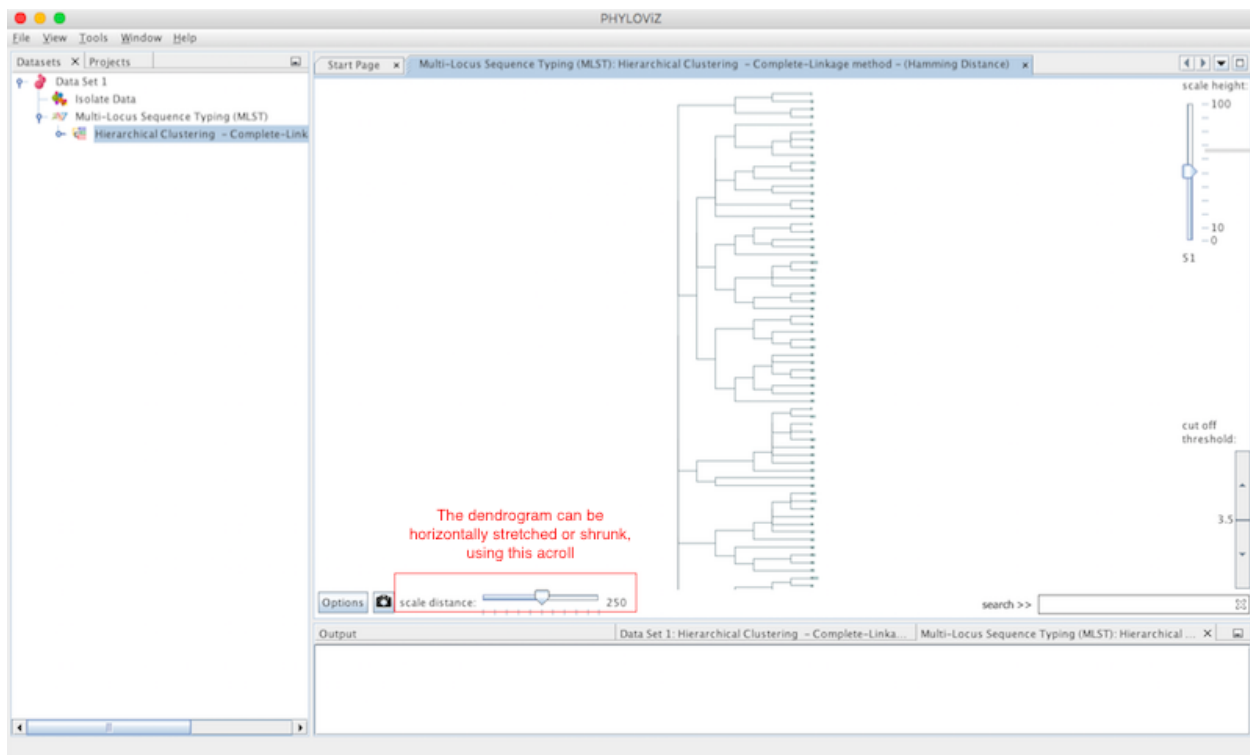 PHYLOViZ
File View Tools Window Help
Datasets × Projects
Start Page × Multi-Locus Sequence Typing (MLST): Hierarchical Clustering - Complete-Linkage method - (Hamming Distance) ×
Data Set 1
Isolate Data
Multi-Locus Sequence Typing (MLST)
Hierarchical Clustering - Complete-Link
scale height:
100
10
0
51
cut off
threshold:
3.5
The dendrogram can be
horizontally stretched or shrunk,
using this acroll
Options scale distance: 250
search >>
Output Data Set 1: Hierarchical Clustering - Complete-Linka... Multi-Locus Sequence Typing (MLST): Hierarchical ... ×